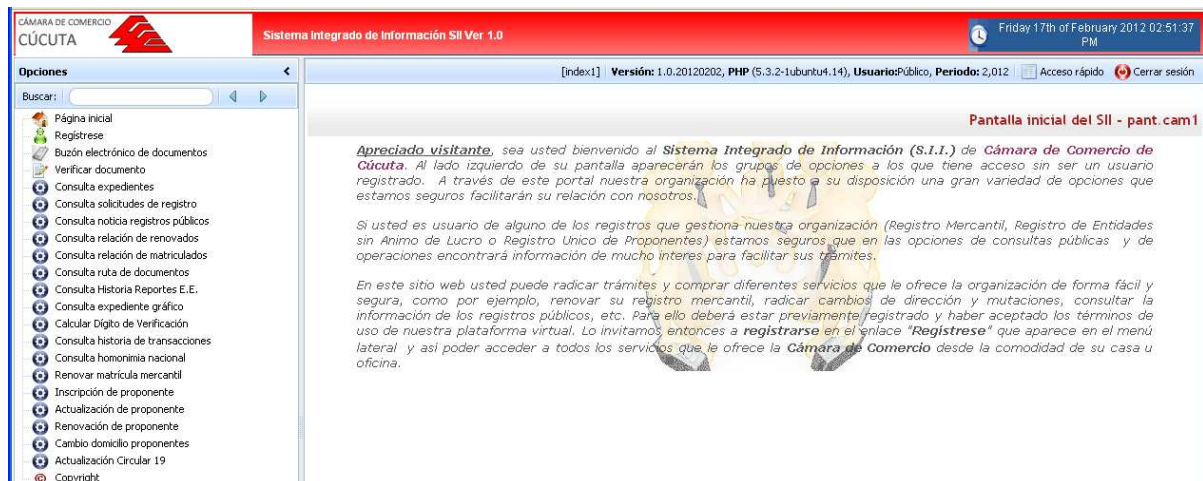 CÁMARA DE COMERCIO
CÚCUTA
Sistema Integrado de Información SII Ver 1.0
Friday 17th of February 2012 02:51:37
PM
Opciones
[index1] Versión: 1.0.20120202, PHP (5.3.2-1ubuntu4.14), Usuario:Público, Periodo: 2,012 Acceso rápido Cerrar sesión
Buscar:
Página inicial
Regístrese
Buzón electrónico de documentos
Verificar documento
Consulta expedientes
Consulta solicitudes de registro
Consulta noticia registros públicos
Consulta relación de renovados
Consulta relación de matriculados
Consulta ruta de documentos
Consulta Historia Reportes E.E.
Consulta expediente gráfico
Calcular Dígito de Verificación
Consulta historia de transacciones
Consulta homonimia nacional
Renovar matrícula mercantil
Inscripción de proponente
Actualización de proponente
Renovación de proponente
Cambio domicilio proponentes
Actualización Circular 19
Copyright
Pantalla inicial del SII - pant.cam1
Apreciado visitante, sea usted bienvenido al Sistema Integrado de Información (S.I.I.) de Cámara de Comercio de
Cúcuta. Al lado izquierdo de su pantalla aparecerán los grupos de opciones a los que tiene acceso sin ser un usuario
registrado. A través de este portal nuestra organización ha puesto a su disposición una gran variedad de opciones que
estamos seguros facilitarán su relación con nosotros.
Si usted es usuario de alguno de los registros que gestiona nuestra organización (Registro Mercantil, Registro de Entidades
sin Animo de Lucro o Registro Unico de Proponentes) estamos seguros que en las opciones de consultas públicas y de
operaciones encontrará información de mucho interes para facilitar sus trámites.
En este sitio web usted puede radicar trámites y comprar diferentes servicios que le ofrece la organización de forma fácil y
segura, como por ejemplo, renovar su registro mercantil, radicar cambios de dirección y mutaciones, consultar la
información de los registros públicos, etc. Para ello deberá estar previamente registrado y haber aceptado los términos de
uso de nuestra plataforma virtual. Lo invitamos entonces a registrarse en el enlace "Regístrese" que aparece en el menú
lateral y así poder acceder a todos los servicios que le ofrece la Cámara de Comercio desde la comodidad de su casa u
oficina.